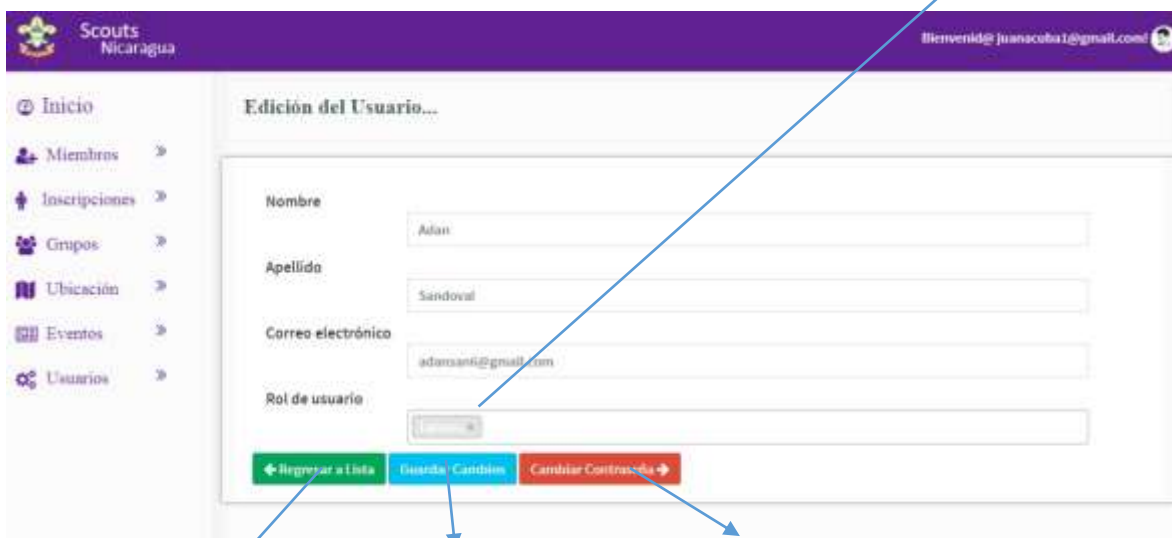 Scouts
Nicaragua
Bienvenid@ juanacoba1@gmail.com!
Inicio
Miembros
Inscripciones
Grupos
Ubicación
Eventos
Usuarios
Edición del Usuario...
Nombre
Adan
Apellido
Sandoval
Correo electrónico
Rol de usuario
Regresar a Lista
Guardar Cambios
Cambiar Contraseña